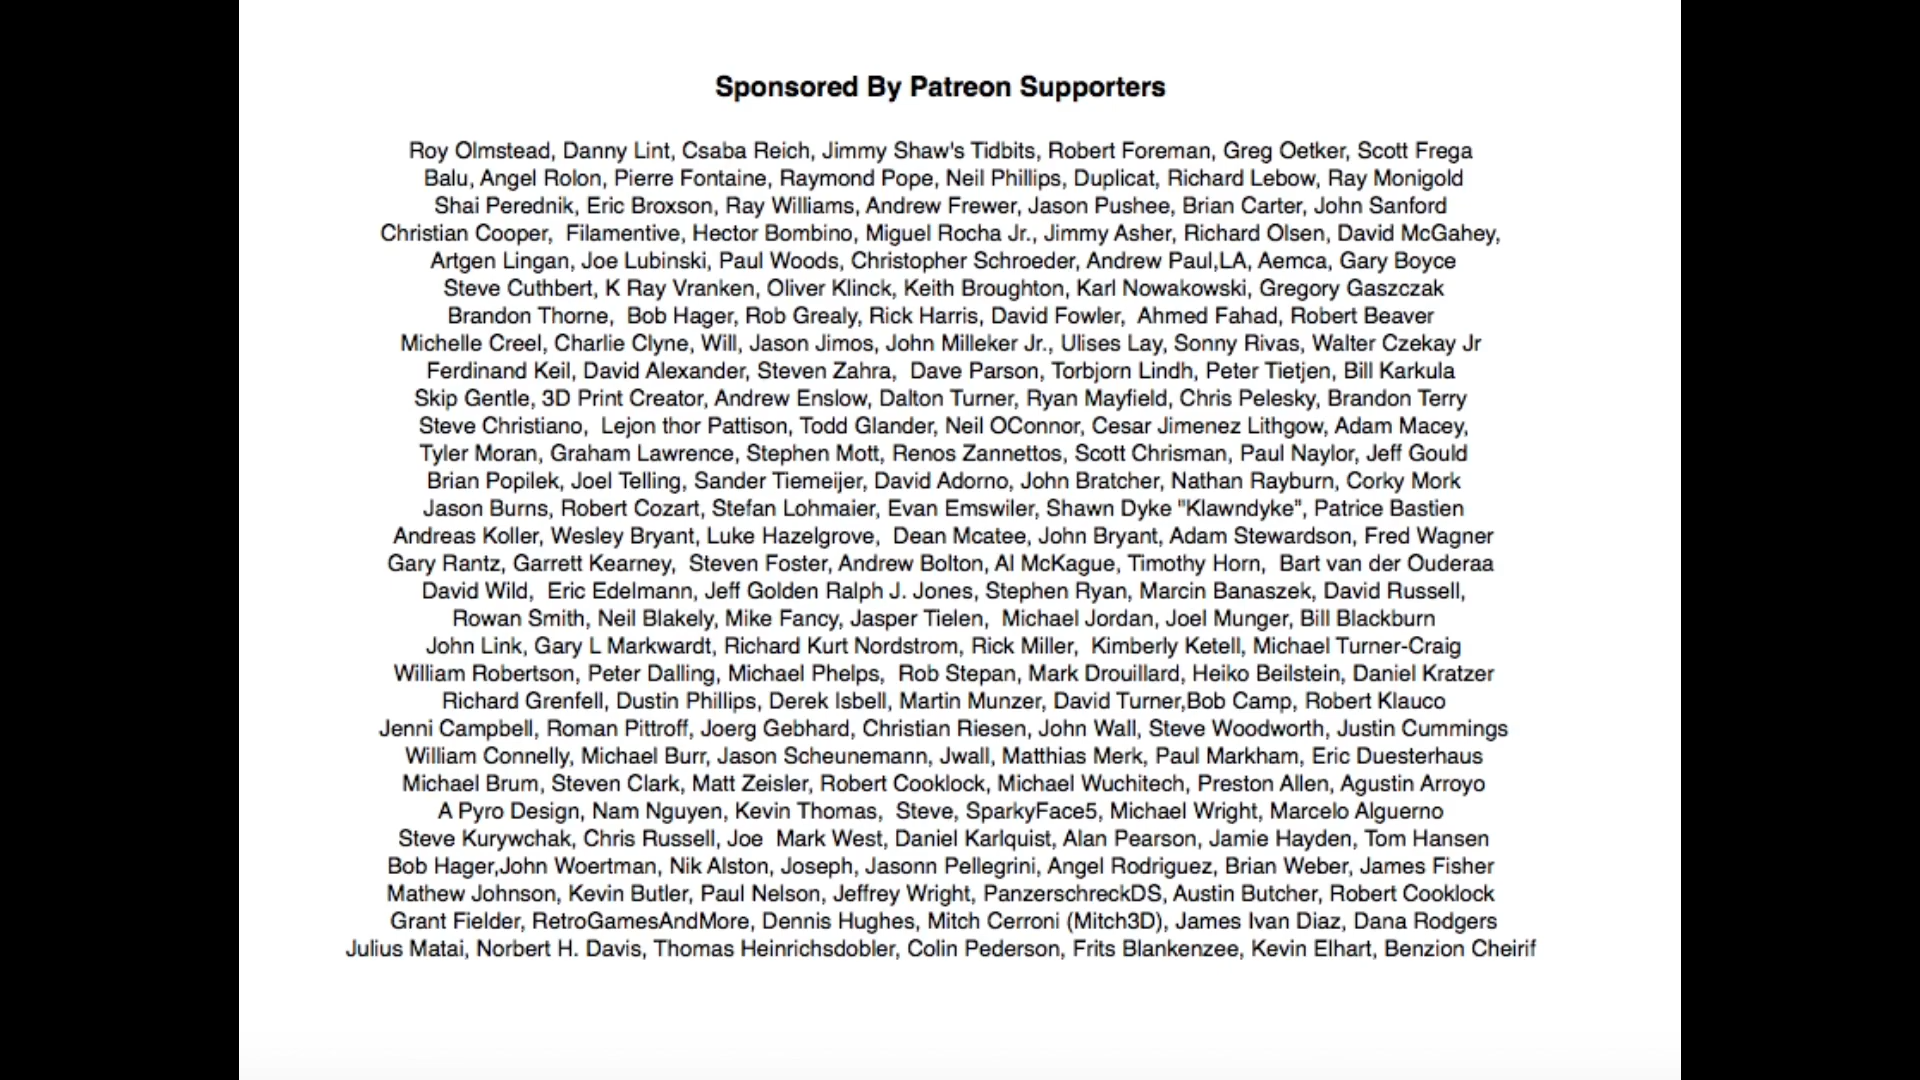 Sponsored By Patreon Supporters
Roy Olmstead, Danny Lint, Csaba Reich, Jimmy Shaw's Tidbits, Robert Foreman, Greg Oetker, Scott Frega
Balu, Angel Rolon, Pierre Fontaine, Raymond Pope, Neil Phillips, Duplicat, Richard Lebow, Ray Monigold
Shai Perednik, Eric Broxson, Ray Williams, Andrew Frewer, Jason Pushee, Brian Carter, John Sanford
Christian Cooper,  Filamentive, Hector Bombino, Miguel Rocha Jr., Jimmy Asher, Richard Olsen, David McGahey,
Artgen Lingan, Joe Lubinski, Paul Woods, Christopher Schroeder, Andrew Paul,LA, Aemca, Gary Boyce
Steve Cuthbert, K Ray Vranken, Oliver Klinck, Keith Broughton, Karl Nowakowski, Gregory Gaszczak
Brandon Thorne,  Bob Hager, Rob Grealy, Rick Harris, David Fowler,  Ahmed Fahad, Robert Beaver
Michelle Creel, Charlie Clyne, Will, Jason Jimos, John Milleker Jr., Ulises Lay, Sonny Rivas, Walter Czekay Jr
Ferdinand Keil, David Alexander, Steven Zahra,  Dave Parson, Torbjorn Lindh, Peter Tietjen, Bill Karkula
Skip Gentle, 3D Print Creator, Andrew Enslow, Dalton Turner, Ryan Mayfield, Chris Pelesky, Brandon Terry
Steve Christiano,  Lejon thor Pattison, Todd Glander, Neil OConnor, Cesar Jimenez Lithgow, Adam Macey,
Tyler Moran, Graham Lawrence, Stephen Mott, Renos Zannettos, Scott Chrisman, Paul Naylor, Jeff Gould
Brian Popilek, Joel Telling, Sander Tiemeijer, David Adorno, John Bratcher, Nathan Rayburn, Corky Mork
Jason Burns, Robert Cozart, Stefan Lohmaier, Evan Emswiler, Shawn Dyke "Klawndyke", Patrice Bastien
Andreas Koller, Wesley Bryant, Luke Hazelgrove,  Dean Mcatee, John Bryant, Adam Stewardson, Fred Wagner
Gary Rantz, Garrett Kearney,  Steven Foster, Andrew Bolton, Al McKague, Timothy Horn,  Bart van der Ouderaa
David Wild,  Eric Edelmann, Jeff Golden Ralph J. Jones, Stephen Ryan, Marcin Banaszek, David Russell,
Rowan Smith, Neil Blakely, Mike Fancy, Jasper Tielen,  Michael Jordan, Joel Munger, Bill Blackburn
John Link, Gary L Markwardt, Richard Kurt Nordstrom, Rick Miller,  Kimberly Ketell, Michael Turner-Craig
William Robertson, Peter Dalling, Michael Phelps,  Rob Stepan, Mark Drouillard, Heiko Beilstein, Daniel Kratzer
Richard Grenfell, Dustin Phillips, Derek Isbell, Martin Munzer, David Turner,Bob Camp, Robert Klauco
Jenni Campbell, Roman Pittroff, Joerg Gebhard, Christian Riesen, John Wall, Steve Woodworth, Justin Cummings
William Connelly, Michael Burr, Jason Scheunemann, Jwall, Matthias Merk, Paul Markham, Eric Duesterhaus
Michael Brum, Steven Clark, Matt Zeisler, Robert Cooklock, Michael Wuchitech, Preston Allen, Agustin Arroyo
A Pyro Design, Nam Nguyen, Kevin Thomas,  Steve, SparkyFace5, Michael Wright, Marcelo Alguerno
Steve Kurywchak, Chris Russell, Joe  Mark West, Daniel Karlquist, Alan Pearson, Jamie Hayden, Tom Hansen
Bob Hager,John Woertman, Nik Alston, Joseph, Jasonn Pellegrini, Angel Rodriguez, Brian Weber, James Fisher
Mathew Johnson, Kevin Butler, Paul Nelson, Jeffrey Wright, PanzerschreckDS, Austin Butcher, Robert Cooklock
Grant Fielder, RetroGamesAndMore, Dennis Hughes, Mitch Cerroni (Mitch3D), James Ivan Diaz, Dana Rodgers
Julius Matai, Norbert H. Davis, Thomas Heinrichsdobler, Colin Pederson, Frits Blankenzee, Kevin Elhart, Benzion Cheirif